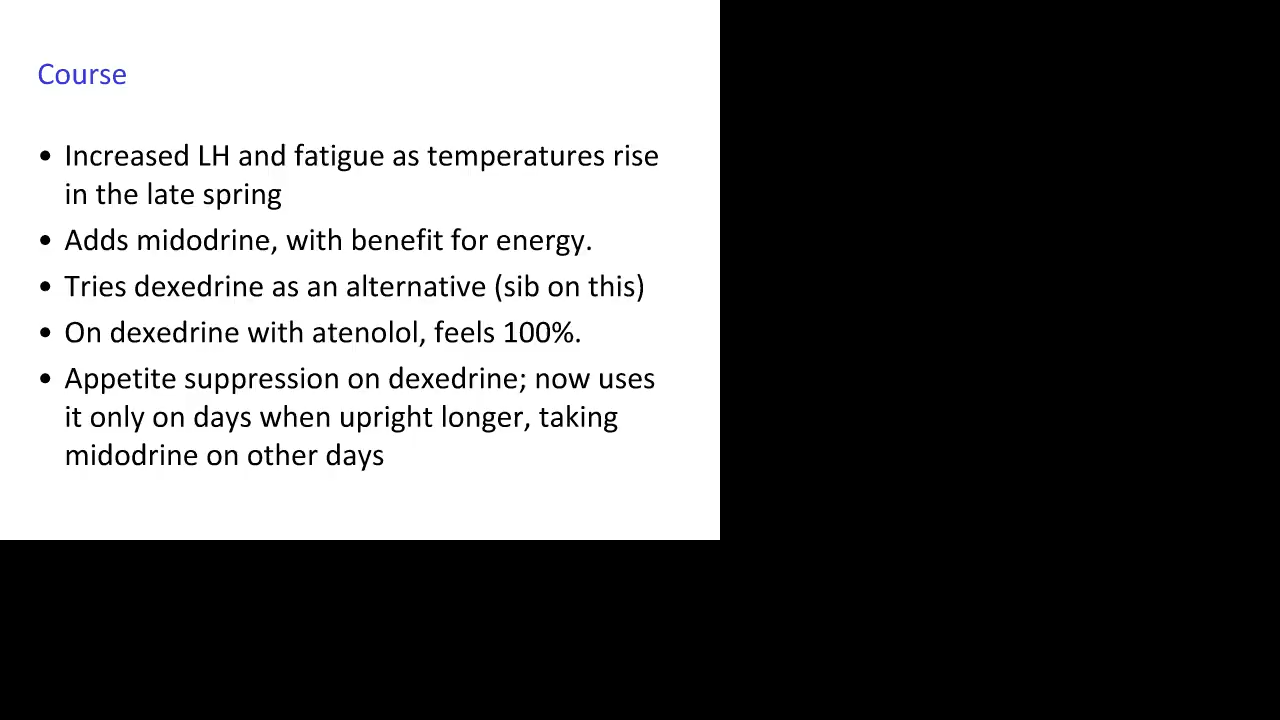 Course
• Increased LH and fatigue as temperatures rise
in the late spring
• Adds midodrine, with benefit for energy.
• Tries dexedrine as an alternative (sib on this)
• On dexedrine with atenolol, feels 100%.
• Appetite suppression on dexedrine; now uses
it only on days when upright longer, taking
midodrine on other days